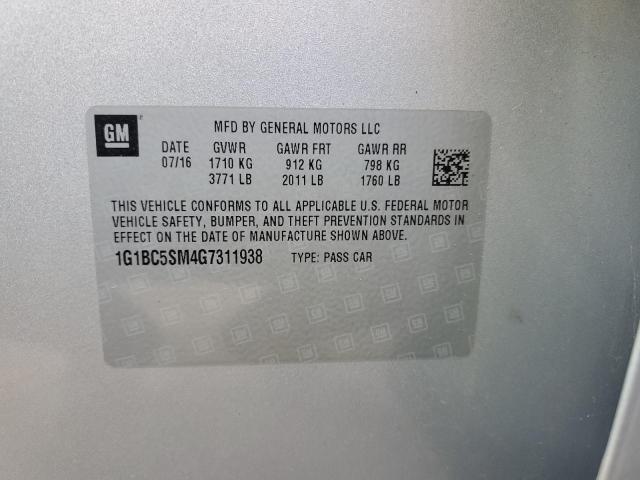 GM
MFD BY GENERAL MOTORS LLC
DATE GVWR GAWR FRT GAWR RR
07/16 1710 KG 912 KG 798 KG
3771 LB 2011 LB 1760 LB
THIS VEHICLE CONFORMS TO ALL APPLICABLE U.S. FEDERAL MOTOR
VEHICLE SAFETY, BUMPER, AND THEFT PREVENTION STANDARDS IN
EFFECT ON THE DATE OF MANUFACTURE SHOWN ABOVE.
1G1BC5SM4G7311938 TYPE: PASS CAR